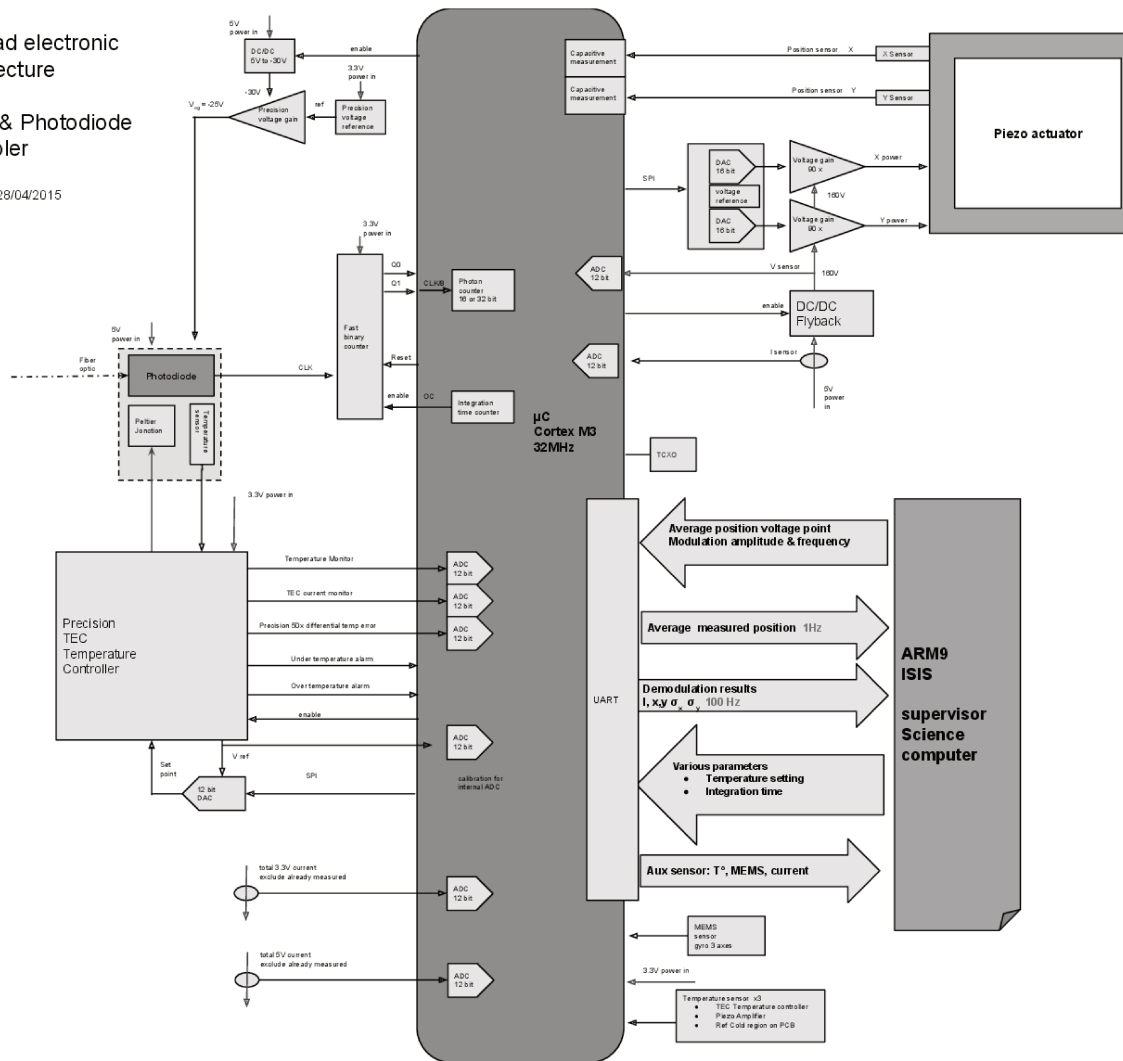 ad electronic
ecture
& Photodiode
pler
28/04/2015
5V
power in
DC/DC
5V to -30V
enable
-30V
3.3V
power in
Precision
voltage gain
ref
Precision
voltage
reference
= -25V
Capacitive
measurement
Position sensor X
X Sensor
Capacitive
measurement
Position sensor Y
Y Sensor
Piezo actuator
SPI
DAC
16 bit
voltage
reference
DAC
16 bit
Voltage gain
90 x
X power
160V
Voltage gain
90 x
Y power
3.3V
power in
Q0
Q1
CLK/8
Photon
counter
16 or 32 bit
Fast
binary
counter
Reset
enable
OC
Integration
time counter
ADC
12 bit
V sensor
160V
enable
DC/DC
Flyback
ADC
12 bit
I sensor
5V
power
in
5V
power in
Fiber
optic
Photodiode
CLK
Peltier
Jonction
Temperature
sensor
µC
Cortex M3
32MHz
TCXO
3.3V power in
Precision
TEC
Temperature
Controller
Temperature Monitor
ADC
12 bit
TEC current monitor
ADC
12 bit
Precision 50x differential temp error
ADC
12 bit
Under temperature alarm
Over temperature alarm
enable
V ref
ADC
12 bit
Set
point
12 bit
DAC
SPI
calibration for
internal ADC
UART
Average position voltage point
Modulation amplitude & frequency
Average measured position 1Hz
Demodulation results
I, x,y σx σy 100 Hz
Various parameters
● Temperature setting
● Integration time
Aux sensor: T°, MEMS, current
ARM9
ISIS
supervisor
Science
computer
total 3.3V current
exclude already measured
ADC
12 bit
total 5V current
exclude already measured
ADC
12 bit
MEMS
sensor
gyro 3 axes
3.3V power in
Temperature sensor x3
● TEC Temperature controller
● Piezo Amplifier
● Ref Cold region on PCB